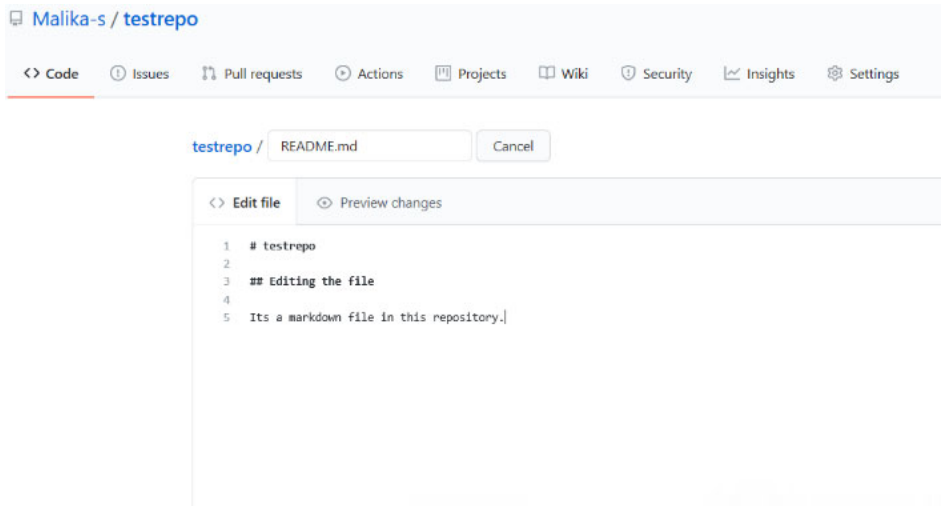 Malika-s / testrepo
<> Code Issues Pull requests Actions Projects Wiki Security Insights Settings
testrepo / README.md Cancel
<> Edit file Preview changes
1 # testrepo
2
3 ## Editing the file
4
5 Its a markdown file in this repository.